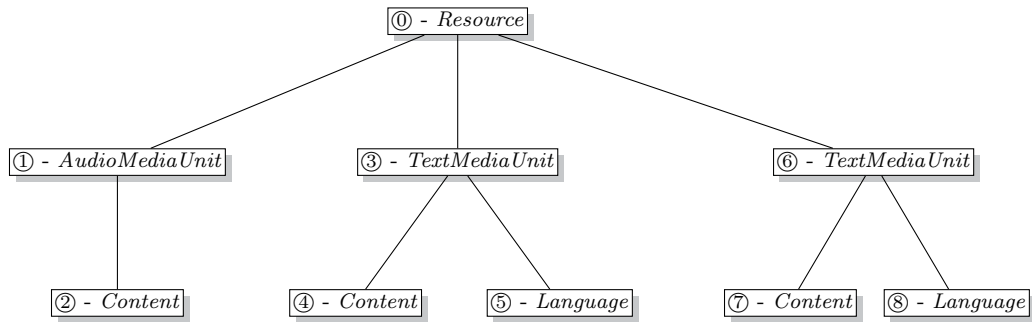 ⓪ - Resource
① - AudioMediaUnit
③ - TextMediaUnit
⑥ - TextMediaUnit
② - Content
④ - Content
⑤ - Language
⑦ - Content
⑧ - Language